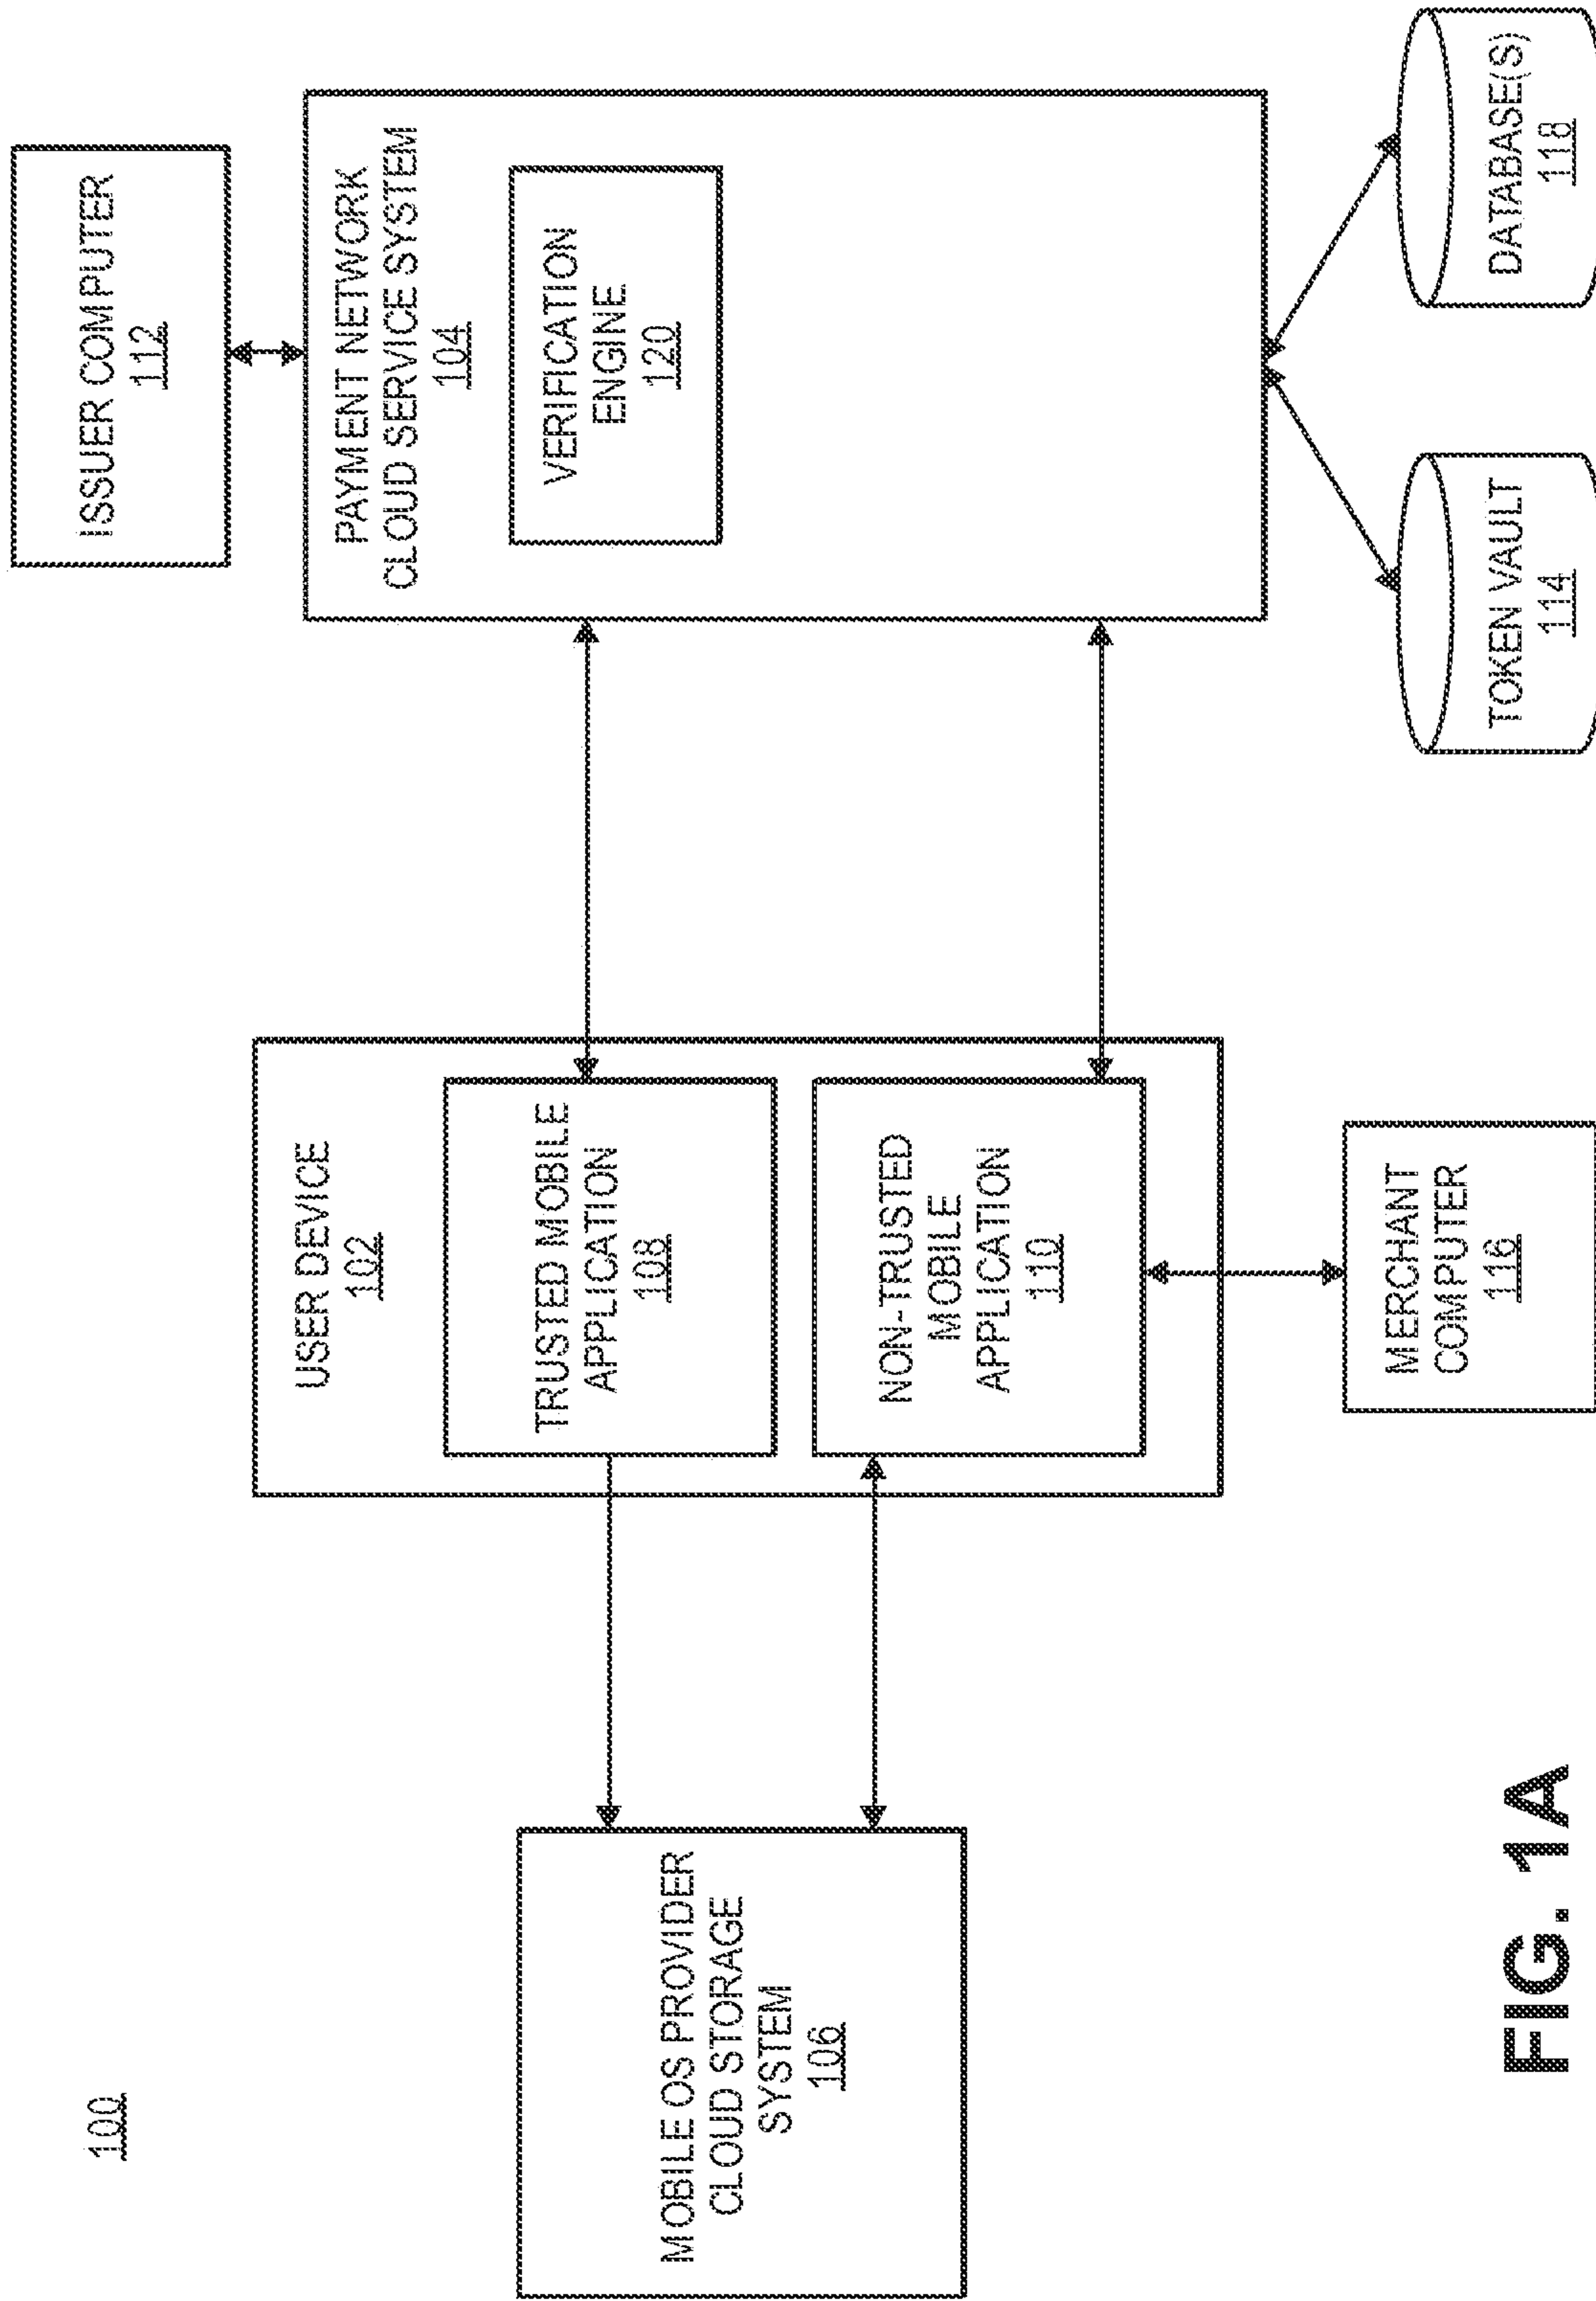 100
ISSUER COMPUTER
112
PAYMENT NETWORK
CLOUD SERVICE SYSTEM
104
VERIFICATION
ENGINE
120
USER DEVICE
102
TRUSTED MOBILE
APPLICATION
108
NON-TRUSTED
MOBILE
APPLICATION
110
MOBILE OS PROVIDER
CLOUD STORAGE
SYSTEM
106
MERCHANT
COMPUTER
116
TOKEN VAULT
114
DATABASE(S)
118
FIG. 1A